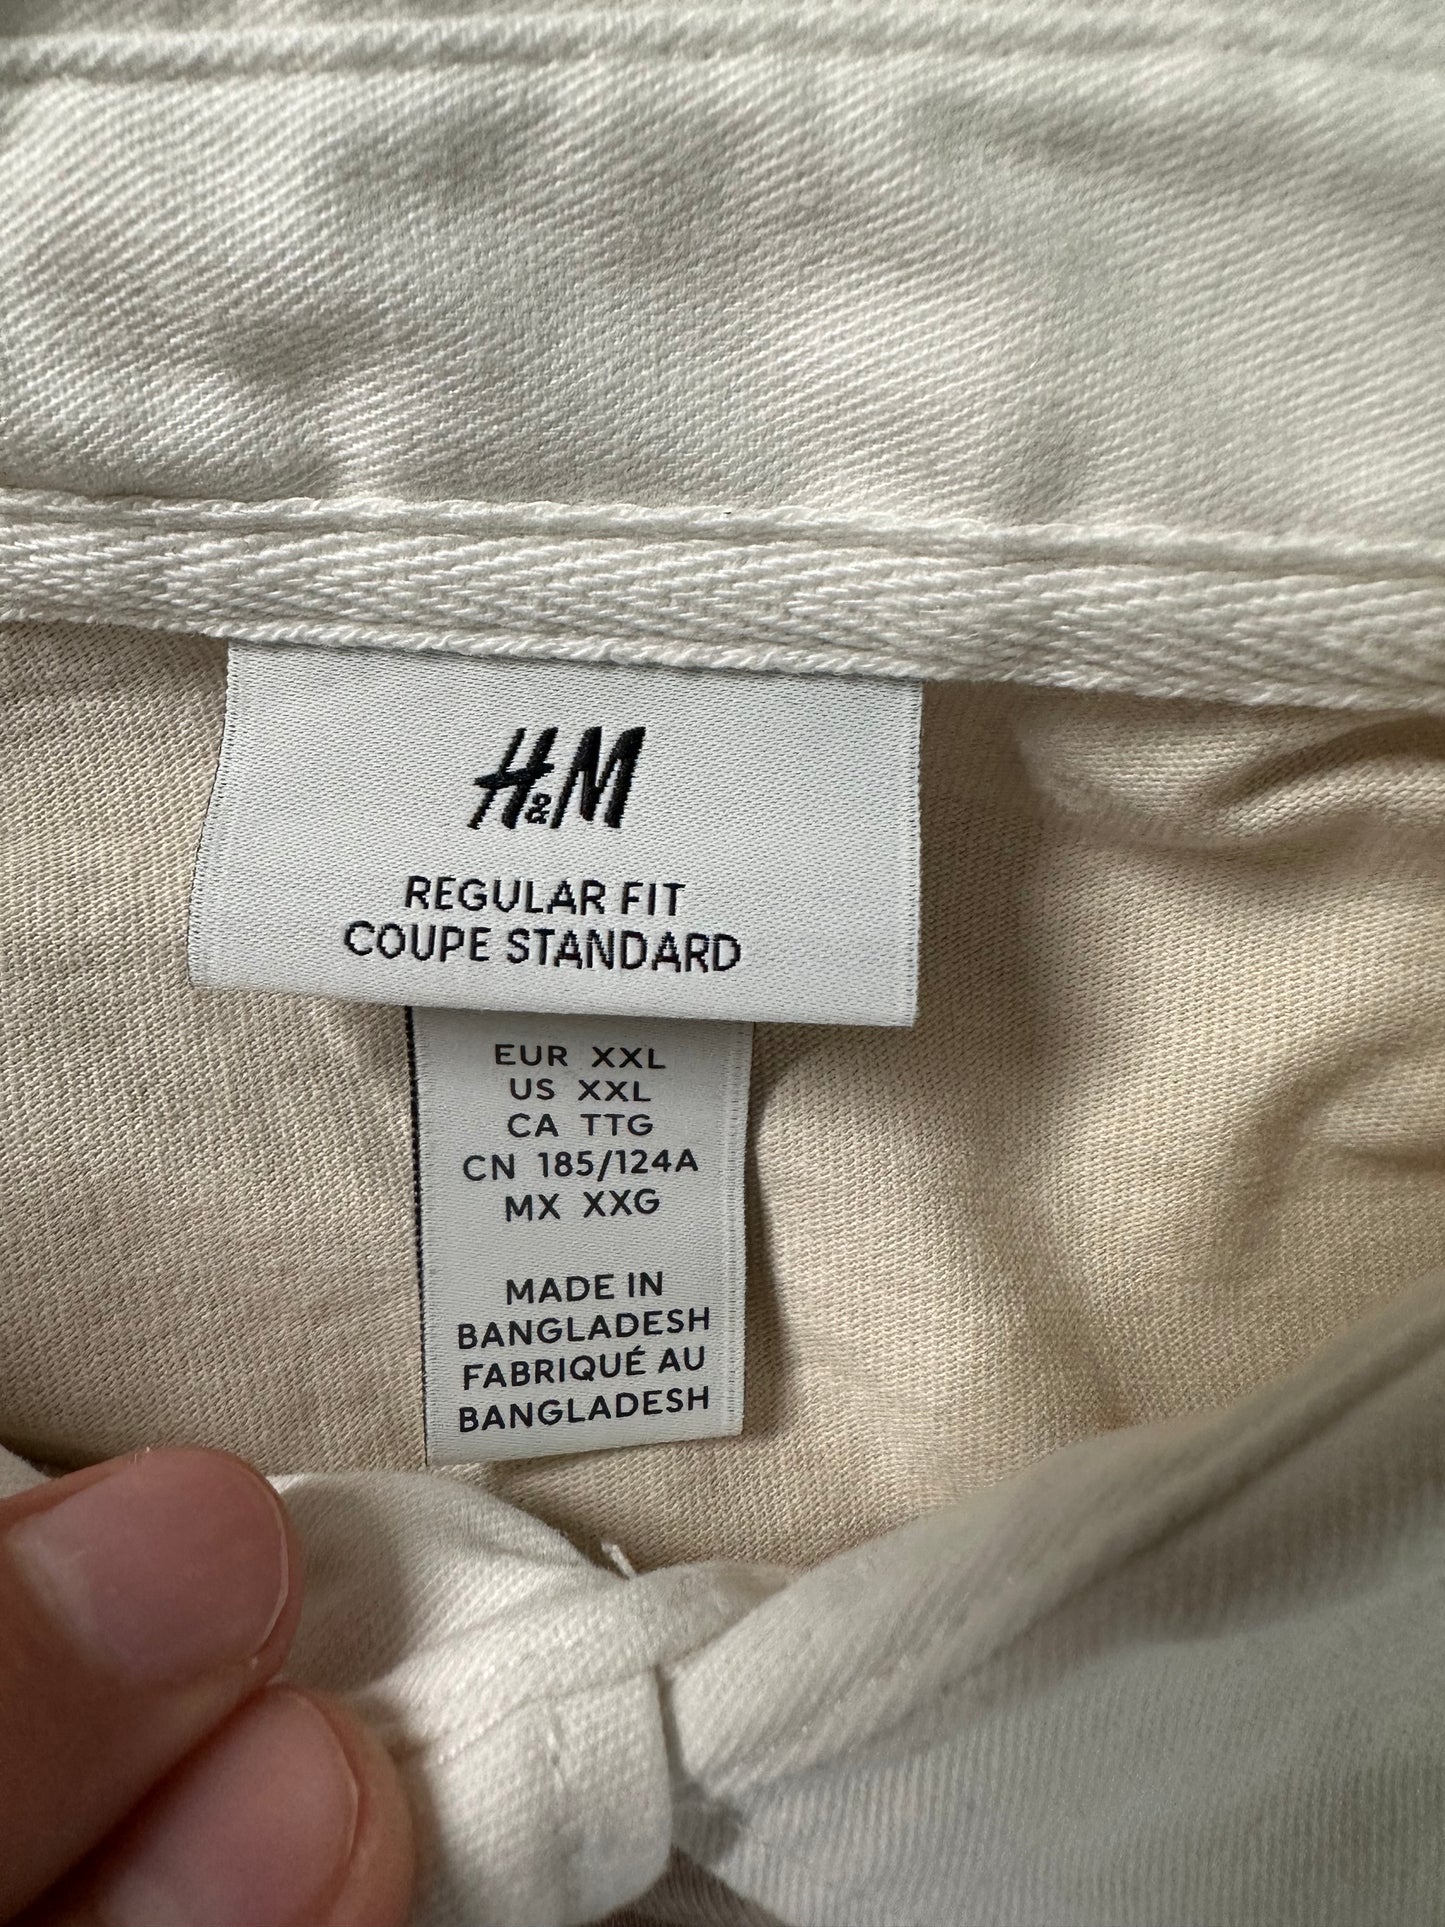 H&M
REGULAR FIT
COUPE STANDARD
EUR XXL
US XXL
CA TTG
CN 185/124A
MX XXG
MADE IN
BANGLADESH
FABRIQUÉ AU
BANGLADESH